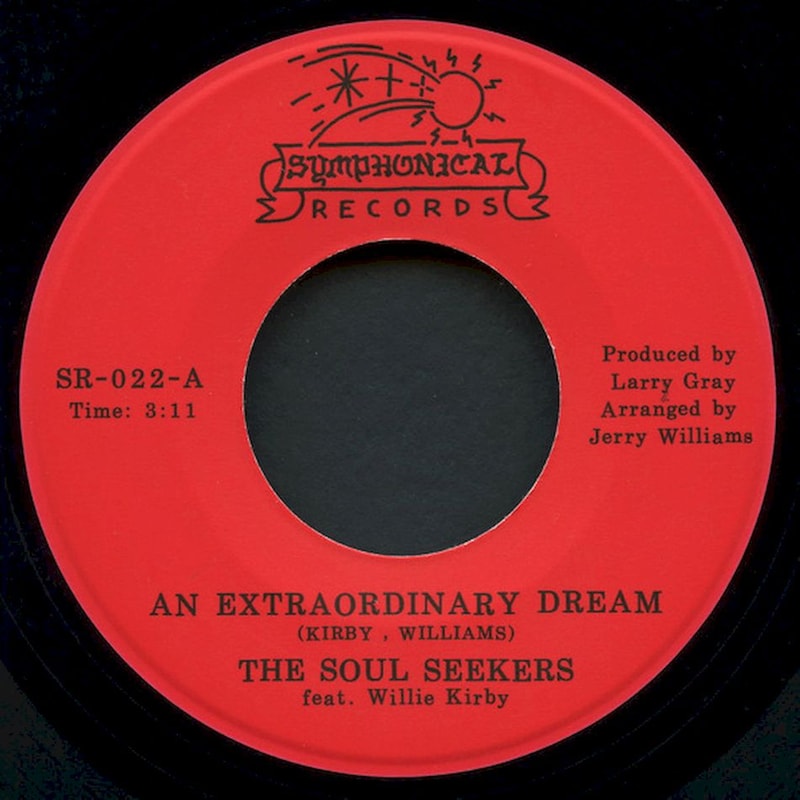 SYMPHONICAL
RECORDS
SR-022-A
Time: 3:11
Produced by
Larry Gray
&
Arranged by
Jerry Williams
AN EXTRAORDINARY DREAM
(KIRBY , WILLIAMS)
THE SOUL SEEKERS
feat. Willie Kirby